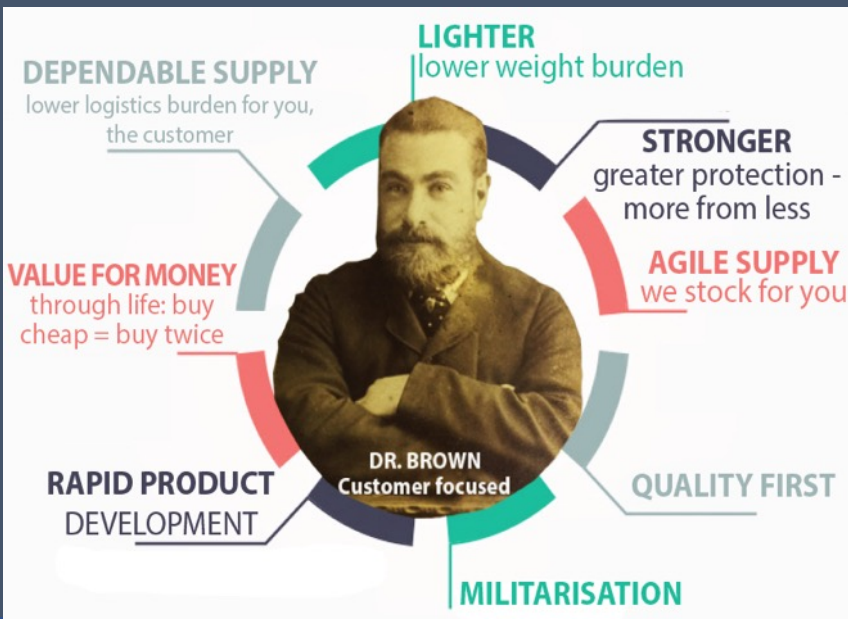 LIGHTER
lower weight burden
DEPENDABLE SUPPLY
lower logistics burden for you,
the customer
STRONGER
greater protection -
more from less
VALUE FOR MONEY
through life: buy
cheap = buy twice
AGILE SUPPLY
we stock for you
DR. BROWN
Customer focused
RAPID PRODUCT
DEVELOPMENT
QUALITY FIRST
MILITARISATION